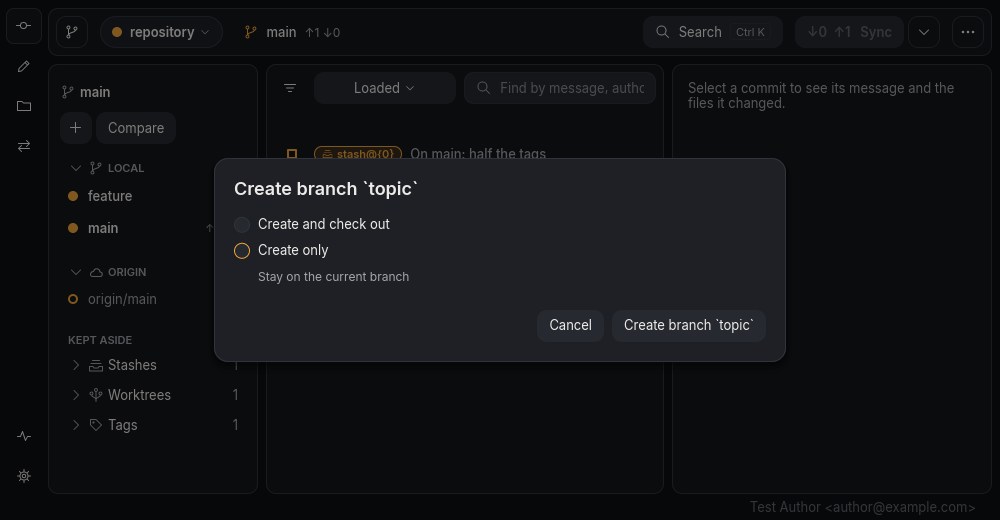 repository
main ↑1 ↓0
Search Ctrl K
↓0 ↑1 Sync
main
Compare
LOCAL
feature
main
ORIGIN
origin/main
KEPT ASIDE
Stashes
Worktrees 1
Tags 1
Loaded
Find by message, autho
stash@{0} On main: half the tags
Select a commit to see its message and the
files it changed.
Create branch `topic`
Create and check out
Create only
Stay on the current branch
Cancel
Create branch `topic`
Test Author <author@example.com>